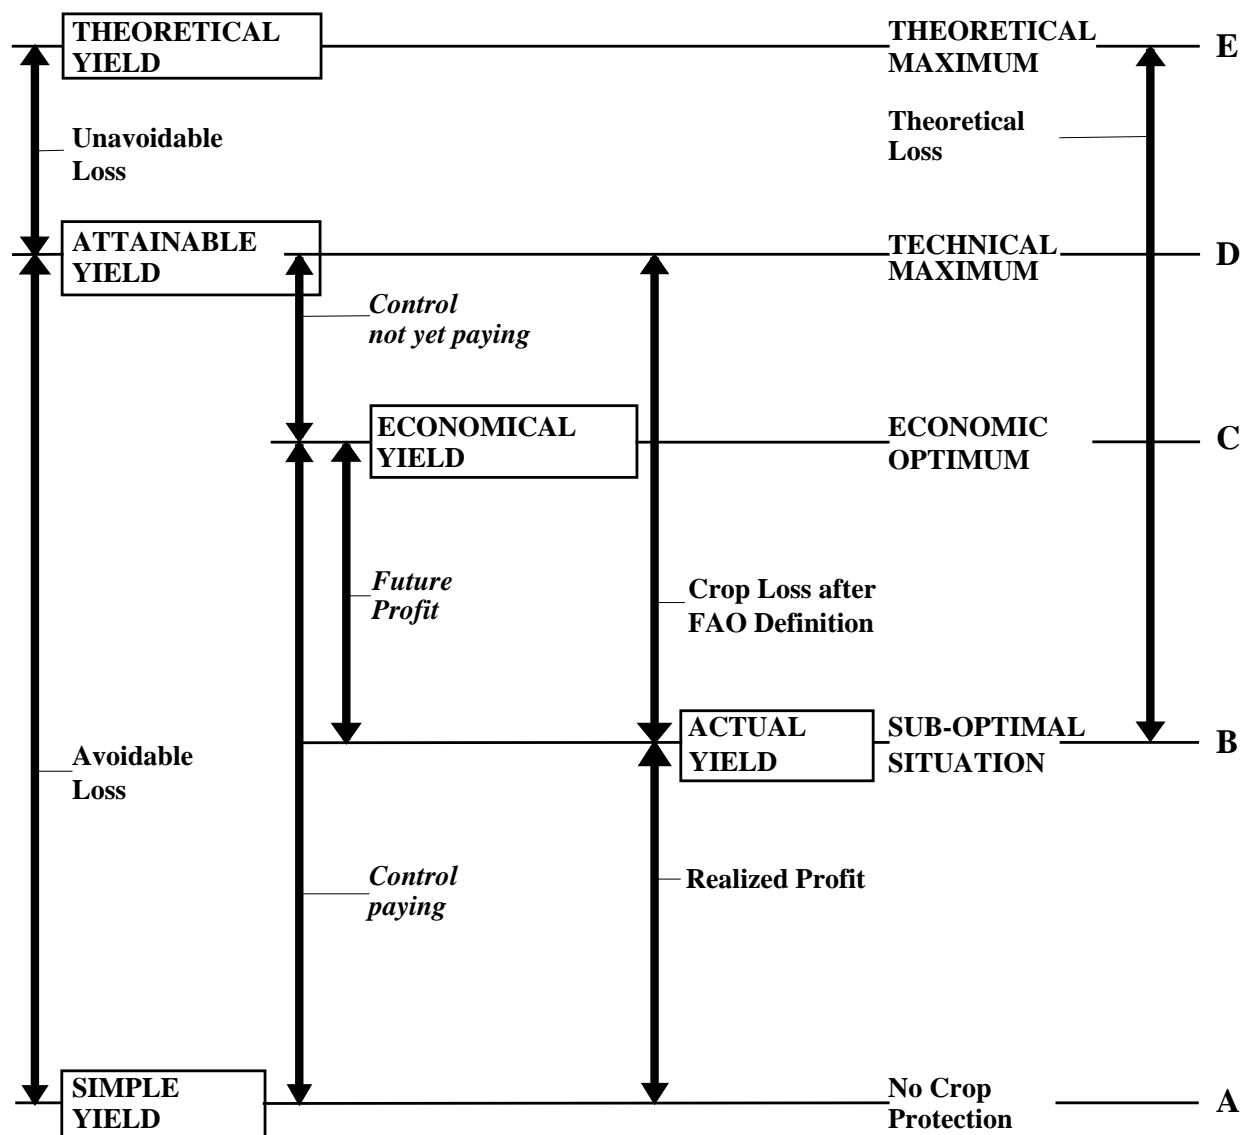 THEORETICAL
YIELD
THEORETICAL
MAXIMUM
E
Unavoidable
Loss
Theoretical
Loss
ATTAINABLE
YIELD
TECHNICAL
MAXIMUM
D
Control
not yet paying
ECONOMICAL
YIELD
ECONOMIC
OPTIMUM
C
Future
Profit
Crop Loss after
FAO Definition
ACTUAL
YIELD
SUB-OPTIMAL
SITUATION
B
Avoidable
Loss
Control
paying
Realized Profit
SIMPLE
YIELD
No Crop
Protection
A